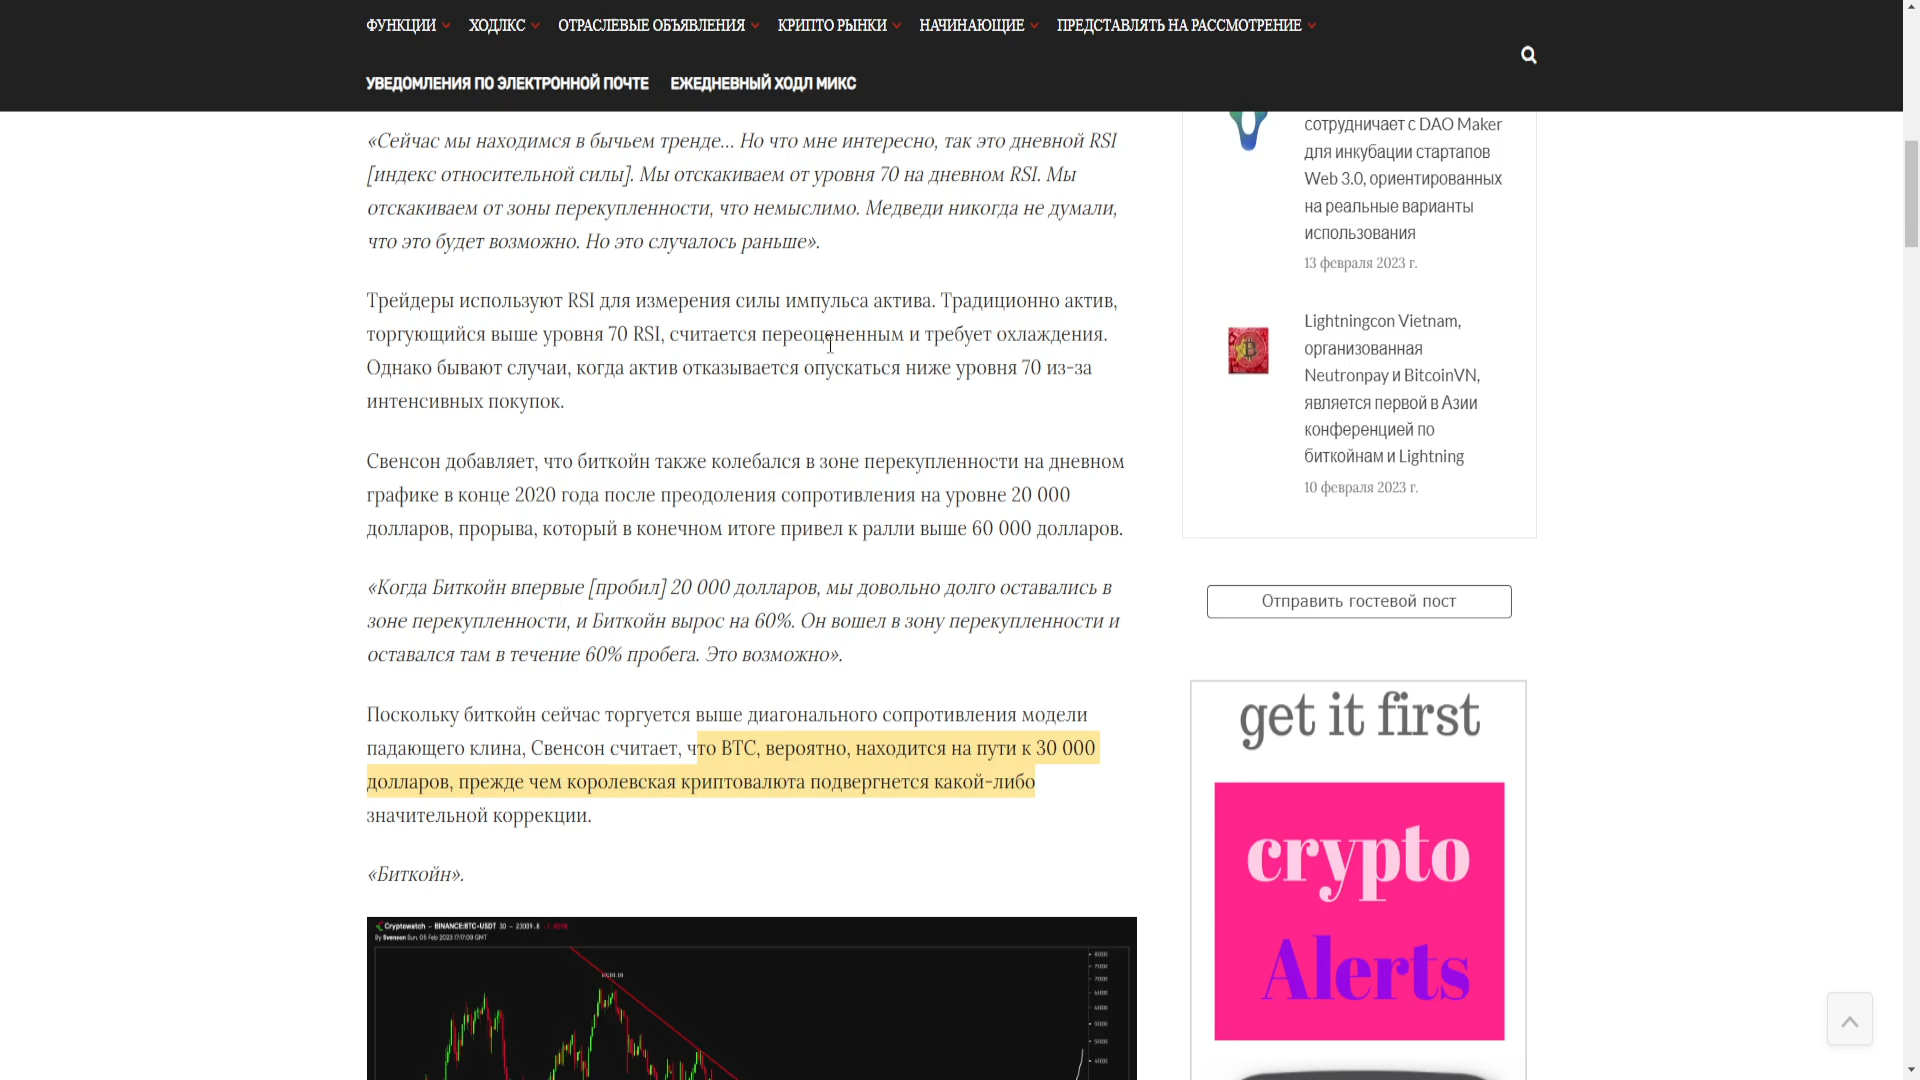 ФУНКЦИИ ХОДЛКС ОТРАСЛЕВЫЕ ОБЪЯВЛЕНИЯ КРИПТО РЫНКИ НАЧИНАЮЩИЕ ПРЕДСТАВЛЯТЬ НА РАССМОТРЕНИЕ
УВЕДОМЛЕНИЯ ПО ЭЛЕКТРОННОЙ ПОЧТЕ ЕЖЕДНЕВНЫЙ ХОДЛ МИКС
«Сейчас мы находимся в бычьем тренде... Но что мне интересно, так это дневной RSI
[индекс относительной силы]. Мы отскакиваем от уровня 70 на дневном RSI. Мы
отскакиваем от зоны перекупленности, что немыслимо. Медведи никогда не думали,
что это будет возможно. Но это случалось раньше».
Трейдеры используют RSI для измерения силы импульса актива. Традиционно актив,
торгующийся выше уровня 70 RSI, считается переоцененным и требует охлаждения.
Однако бывают случаи, когда актив отказывается опускаться ниже уровня 70 из-за
интенсивных покупок.
Свенсон добавляет, что биткойн также колебался в зоне перекупленности на дневном
графике в конце 2020 года после преодоления сопротивления на уровне 20 000
долларов, прорыва, который в конечном итоге привел к ралли выше 60 000 долларов.
«Когда Биткойн впервые [пробил] 20 000 долларов, мы довольно долго оставались в
зоне перекупленности, и Биткойн вырос на 60%. Он вошел в зону перекупленности и
оставался там в течение 60% пробега. Это возможно».
Поскольку биткойн сейчас торгуется выше диагонального сопротивления модели
падающего клина, Свенсон считает, что BTC, вероятно, находится на пути к 30 000
долларов, прежде чем королевская криптовалюта подвергнется какой-либо
значительной коррекции.
«Биткойн».
Cryptowatch - BINANCE:BTC-USDT 3D - 23009.8
By Svenson Sun, 05 Feb 2023 17:17:09 GMT
сотрудничает с DAO Maker
для инкубации стартапов
Web 3.0, ориентированных
на реальные варианты
использования
13 февраля 2023 г.
Lightningcon Vietnam,
организованная
Neutronpay и BitcoinVN,
является первой в Азии
конференцией по
биткойнам и Lightning
10 февраля 2023 г.
Отправить гостевой пост
get it first
crypto
Alerts